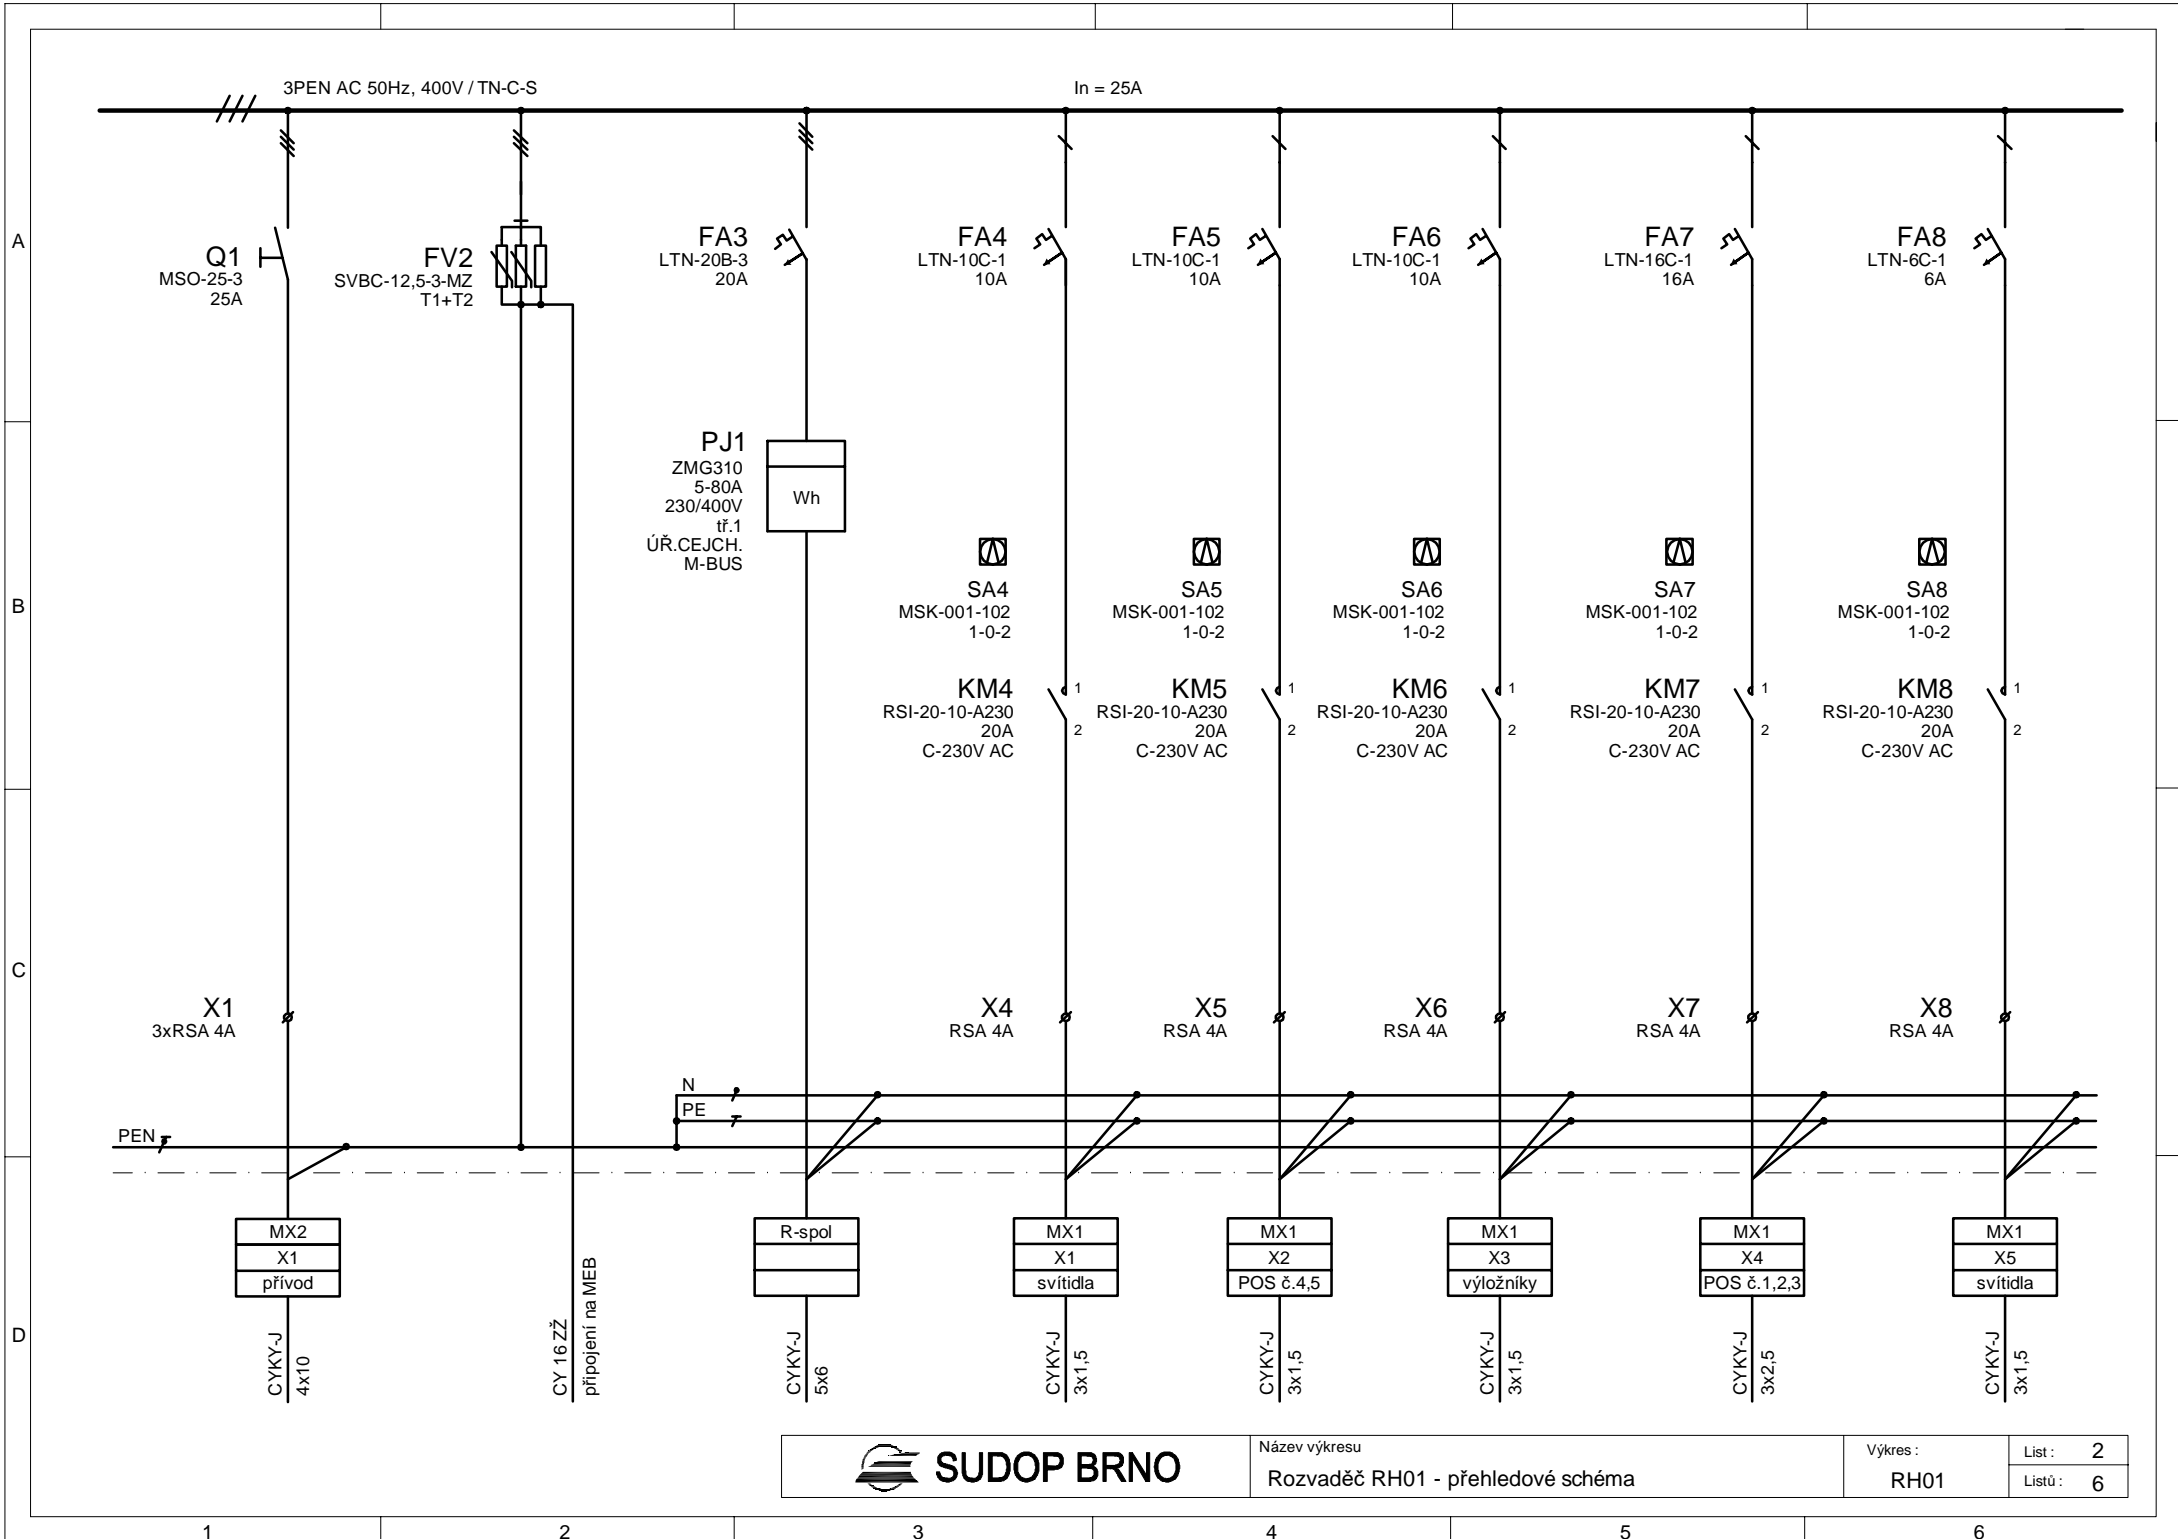 3PEN AC 50Hz, 400V / TN-C-S
In = 25A
A
Q1
MSO-25-3
25A
FV2
SVBC-12,5-3-MZ
T1+T2
FA3
LTN-20B-3
20A
FA4
LTN-10C-1
10A
FA5
LTN-10C-1
10A
FA6
LTN-10C-1
10A
FA7
LTN-16C-1
16A
FA8
LTN-6C-1
6A
PJ1
ZMG310
5-80A
230/400V
tř.1
ÚŘ.CEJCH.
M-BUS
Wh
B
SA4
MSK-001-102
1-0-2
SA5
MSK-001-102
1-0-2
SA6
MSK-001-102
1-0-2
SA7
MSK-001-102
1-0-2
SA8
MSK-001-102
1-0-2
KM4
RSI-20-10-A230
20A
C-230V AC
1
2
KM5
RSI-20-10-A230
20A
C-230V AC
1
2
KM6
RSI-20-10-A230
20A
C-230V AC
1
2
KM7
RSI-20-10-A230
20A
C-230V AC
1
2
KM8
RSI-20-10-A230
20A
C-230V AC
1
2
C
X1
3xRSA 4A
X4
RSA 4A
X5
RSA 4A
X6
RSA 4A
X7
RSA 4A
X8
RSA 4A
N
PE
PEN
MX2
X1
přívod
R-spol
MX1
X1
svítidla
MX1
X2
POS č.4,5
MX1
X3
výložníky
MX1
X4
POS č.1,2,3
MX1
X5
svítidla
D
CYKY-J
4x10
CY 16 ZŽ
připojení na MEB
CYKY-J
5x6
CYKY-J
3x1,5
CYKY-J
3x1,5
CYKY-J
3x1,5
CYKY-J
3x2,5
CYKY-J
3x1,5
SUDOP BRNO
Název výkresu
Rozvaděč RH01 - přehledové schéma
Výkres :
RH01
List : 2
Listů : 6
1
2
3
4
5
6